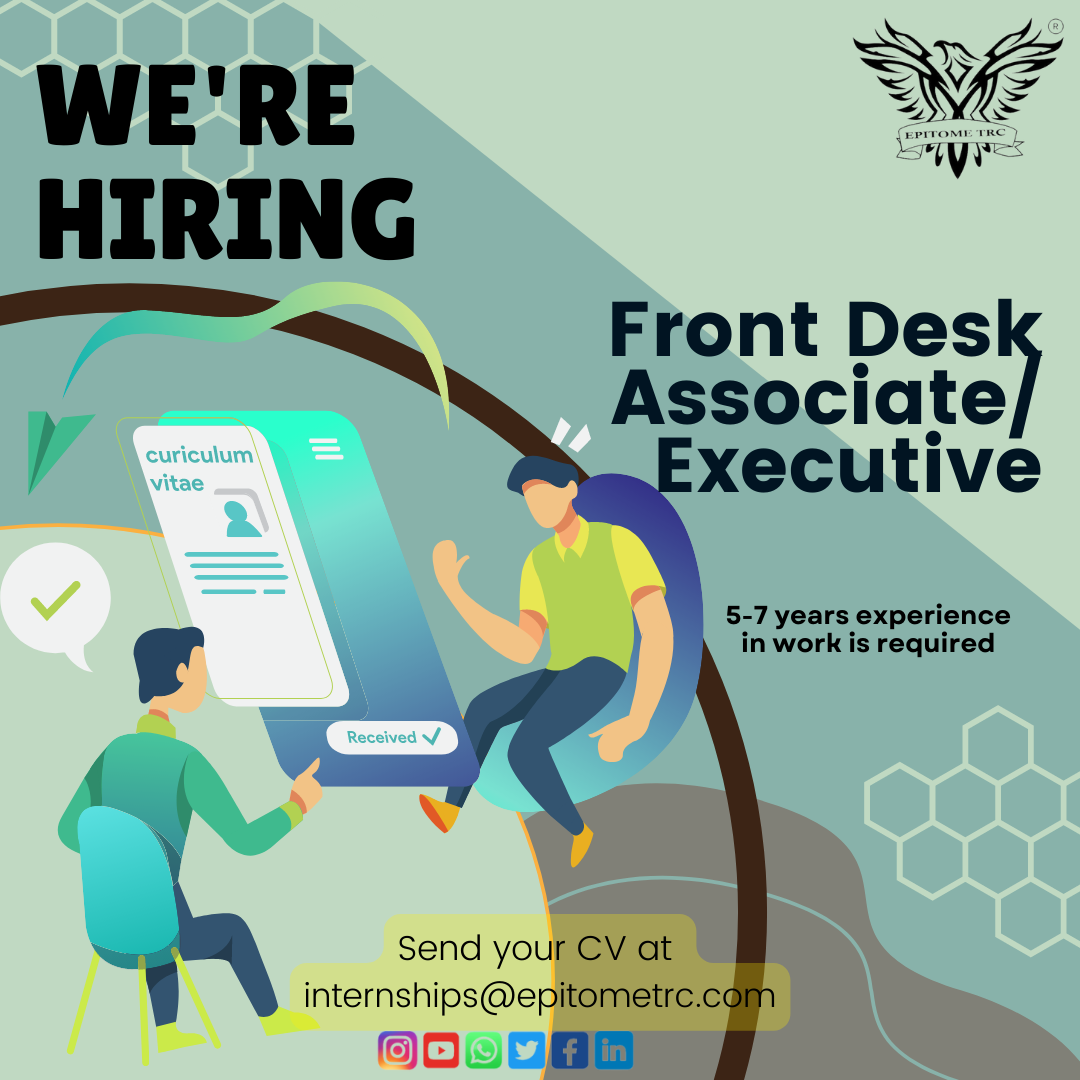 WE'RE
HIRING
®
EPITOME TRC
Front Desk
Associate/
Executive
curiculum
vitae
Received
5-7 years experience
in work is required
Send your CV at
internships@epitometrc.com
in